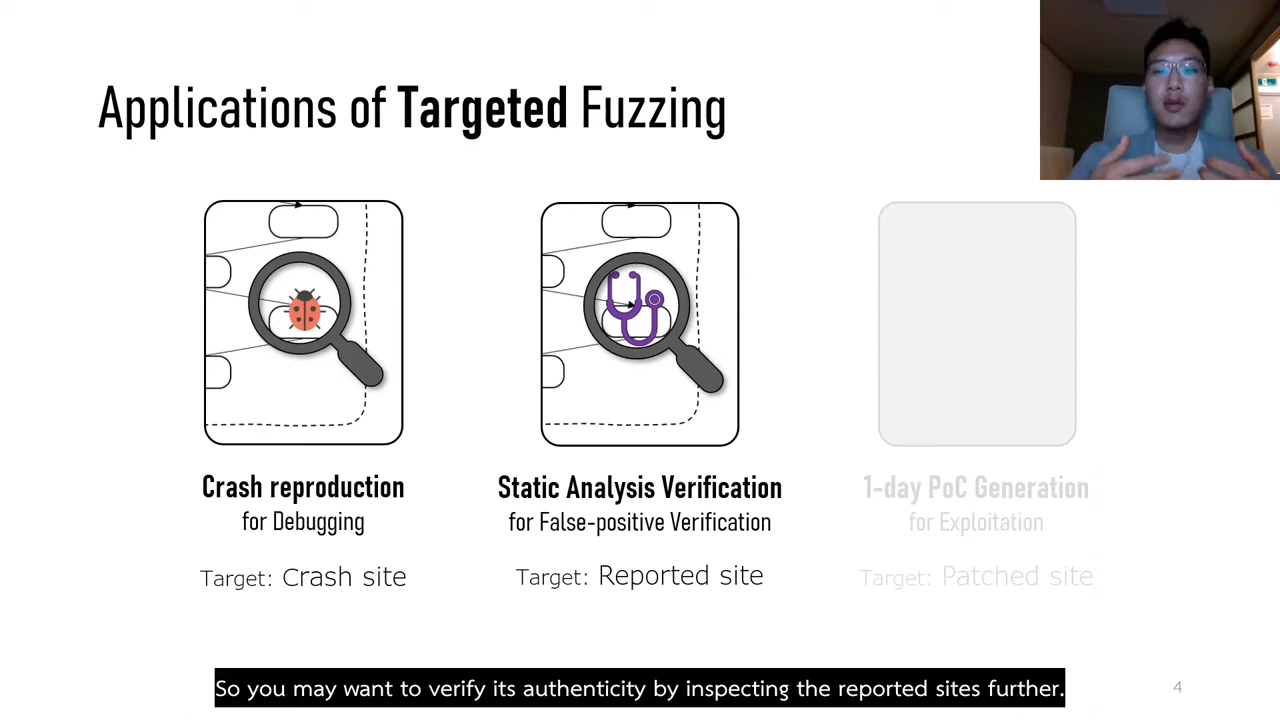 Applications of Targeted Fuzzing
Crash reproduction
for Debugging
Target: Crash site
Static Analysis Verification
for False-positive Verification
Target: Reported site
1-day PoC Generation
for Exploitation
Target: Patched site
So you may want to verify its authenticity by inspecting the reported sites further.
4